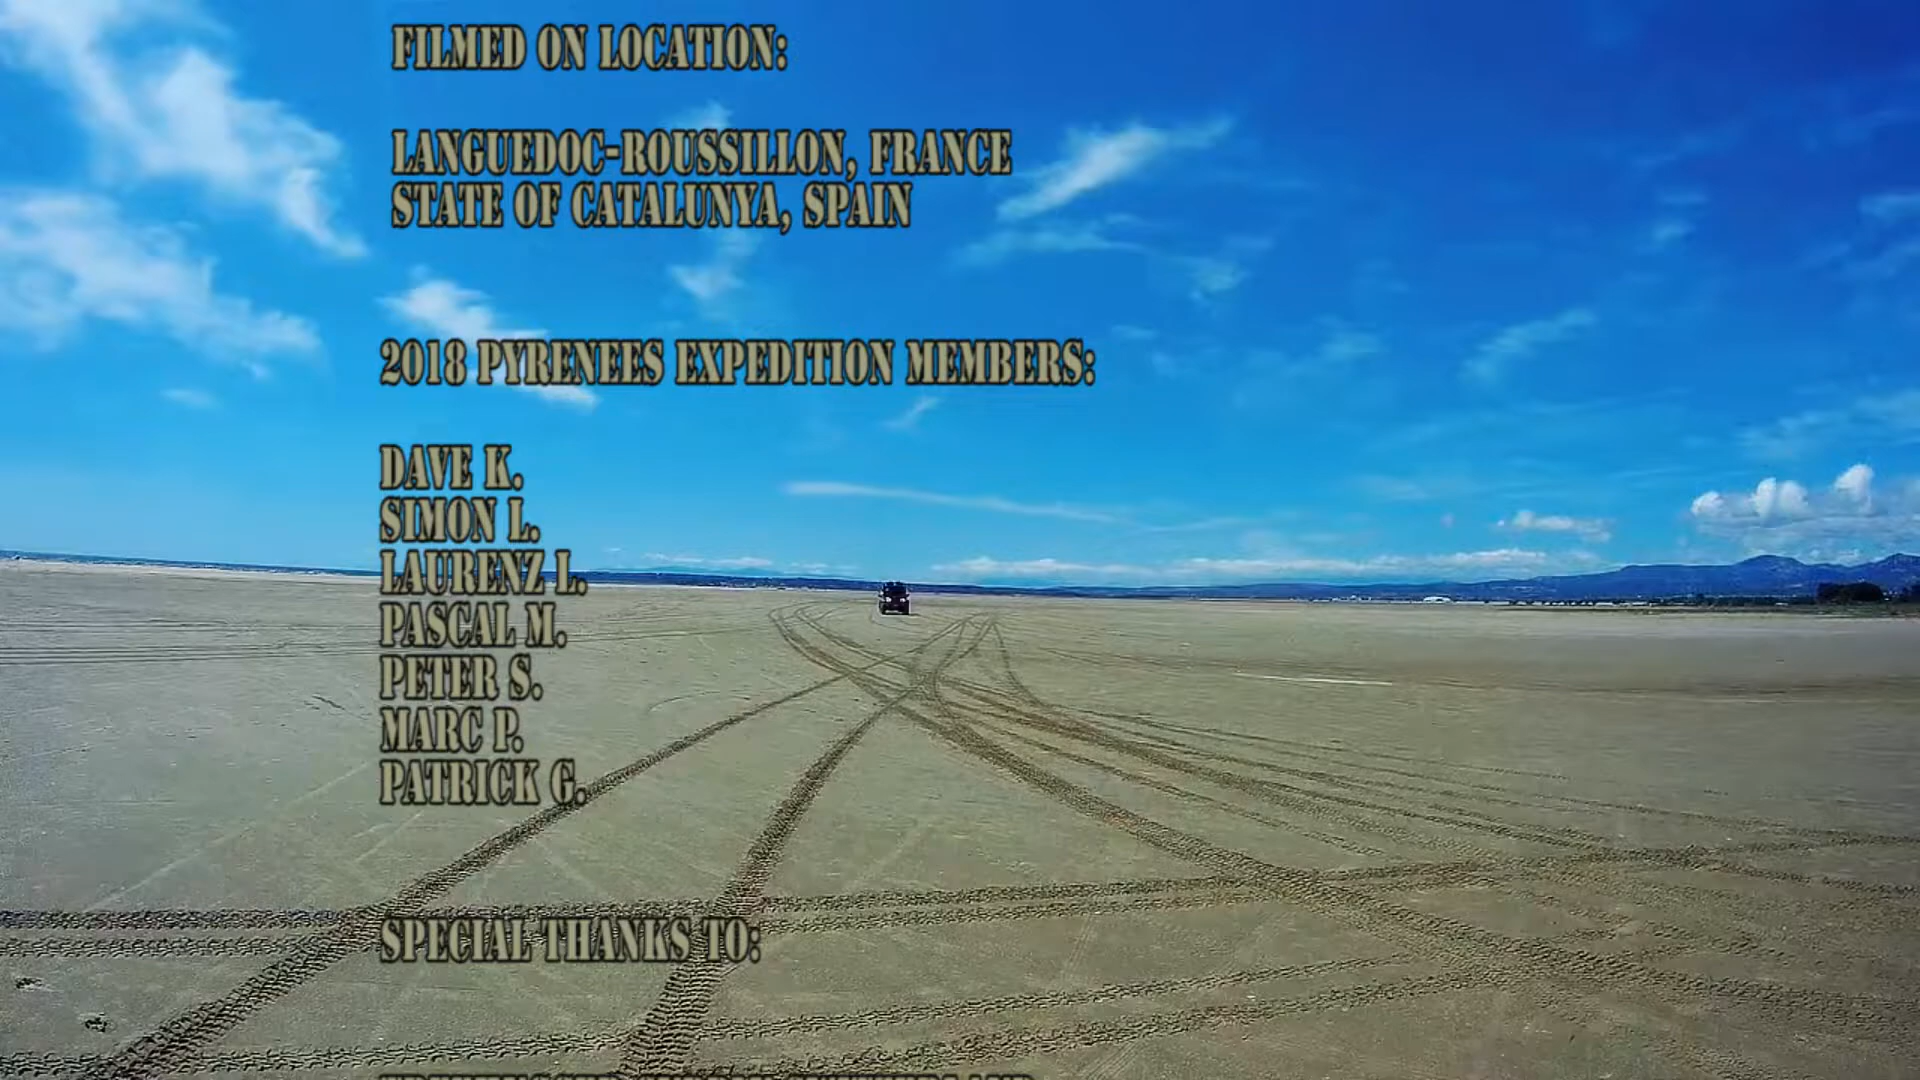 FILMED ON LOCATION:
LANGUEDOC-ROUSSILLON, FRANCE
STATE OF CATALUNYA, SPAIN
2018 PYRENEES EXPEDITION MEMBERS:
DAVE K.
SIMON L.
LAURENZ L.
PASCAL M.
PETER S.
MARC P.
PATRICK G.
SPECIAL THANKS TO: